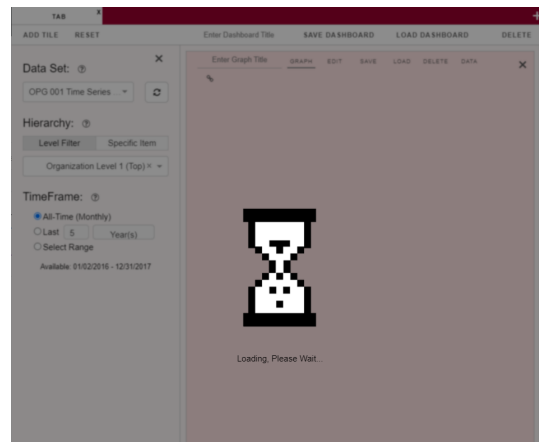 TAB x +
ADD TILE RESET Enter Dashboard Title SAVE DASHBOARD LOAD DASHBOARD DELETE
Data Set: ? ×
OPG 001 Time Series ...
Hierarchy: ?
Level Filter Specific Item
Organization Level 1 (Top) ×
TimeFrame: ?
All-Time (Monthly)
Last 5 Year(s)
Select Range
Available: 01/02/2016 - 12/31/2017
Enter Graph Title GRAPH EDIT SAVE LOAD DELETE DATA ×
Loading, Please Wait...